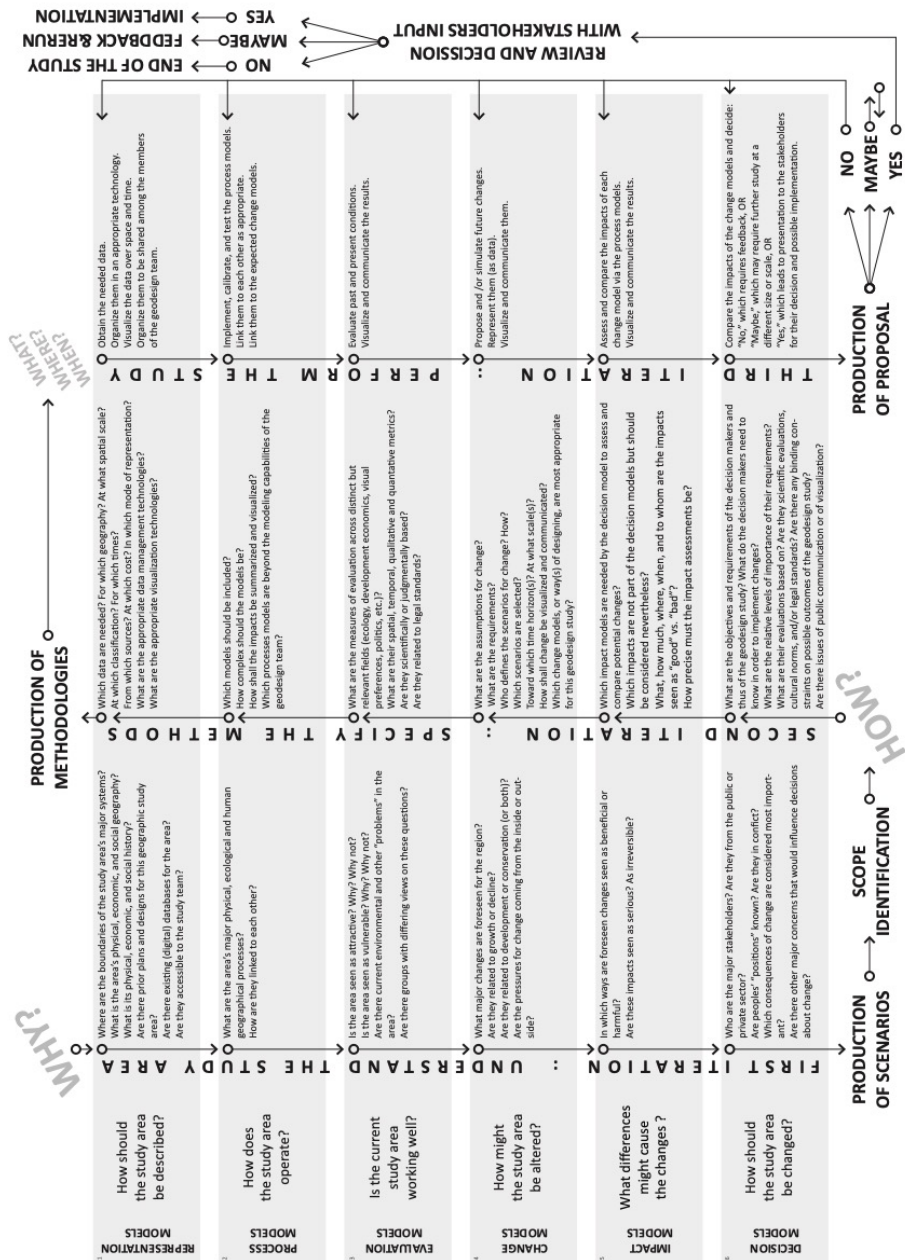 WHY?
1
REPRESENTATION
MODELS
How should
the study area
be described?
Where are the boundaries of the study area’s major systems?
What is the area’s physical, economic, and social geography?
What is its physical, economic, and social history?
Are there prior plans and designs for this geographic study
area?
Are there existing (digital) databases for the area?
Are they accessible to the study team?
2
PROCESS
MODELS
How does
the study area
operate?
What are the area’s major physical, ecological and human
geographical processes?
How are they linked to each other?
3
EVALUATION
MODELS
Is the current
study area
working well?
Is the area seen as attractive? Why? Why not?
Is the area seen as vulnerable? Why? Why not?
Are there current environmental and other “problems” in the
area?
Are there groups with differing views on these questions?
4
CHANGE
MODELS
How might
the study area
be altered?
What major changes are foreseen for the region?
Are they related to growth or decline?
Are they related to development or conservation (or both)?
Are the pressures for change coming from the inside or out-
side?
5
IMPACT
MODELS
What differences
might cause
the changes ?
In which ways are foreseen changes seen as beneficial or
harmful?
Are these impacts seen as serious? As irreversible?
6
DECISION
MODELS
How should
the study area
be changed?
Who are the major stakeholders? Are they from the public or
private sector?
Are peoples’ “positions” known? Are they in confict?
Which consequences of change are considered most import-
ant?
Are there other major concerns that would influence decisions
about change?
FIRST ITERATION : UNDERSTAND THE STUDY AREA
PRODUCTION
OF SCENARIOS
SCOPE
IDENTIFICATION
HOW?
SECOND ITERATION : SPECIFY THE METHODS
What are the objectives and requirements of the decision makers and
thus of the geodesign study? What do the decision makers need to
know in order to implement changes?
What are the relative levels of importance of their requirements?
What are their evaluations based on? Are they scientific evaluations,
cultural norms, and/or legal standards? Are there any binding con-
straints on possible outcomes of the geodesign study?
Are there issues of public communication or of visualization?
Which impact models are needed by the decision model to assess and
compare potential changes?
Which impacts are not part of the decision models but should
be considered nevertheless?
What, how much, where, when, and to whom are the impacts
seen as “good” vs. “bad”?
How precise must the impact assessments be?
What are the assumptions for change?
What are the requirements?
Who defines the scenarios for change? How?
Which scenarios are selected?
Toward which time horizon(s)? At what scale(s)?
How shall change be visualized and communicated?
Which change models, or way(s) of designing, are most appropriate
for this geodesign study?
What are the measures of evaluation across distinct but
relevant fields (ecology, development economics, visual
preferences, politics, etc.)?
What are their spatial, temporal, qualitative and quantative metrics?
Are they scientifically or judgmentally based?
Are they related to legal standards?
Which models should be included?
How complex should the models be?
How shall the impacts be summarized and visualized?
Which processes models are beyond the modeling capabilities of the
geodesign team?
Which data are needed? For which geography? At what spatial scale?
At which classification? For which times?
From which sources? At which cost? In which mode of representation?
What are the appropriate data management technologies?
What are the appropriate visualization technologies?
PRODUCTION OF
METHODOLOGIES
WHAT?
WHERE?
WHEN?
THIRD ITERATION : PERFORM THE STUDY
Obtain the needed data.
Organize them in an appropriate technology.
Visualize the data over space and time.
Organize them to be shared among the members
of the geodesign team.
Implement, calibrate, and test the process models.
Link them to each other as appropriate.
Link them to the expected change models.
Evaluate past and present conditions.
Visualize and communicate the results.
Propose and /or simulate future changes.
Represent them (as data).
Visualize and communicate them.
Assess and compare the impacts of each
change model via the process models.
Visualize and communicate the results.
Compare the impacts of the change models and decide:
“No,” which requires feedback, OR
“Maybe,” which may require further study at a
different size or scale, OR
“Yes,” which leads to presentation to the stakeholders
for their decision and possible implementation.
PRODUCTION
OF PROPOSAL
NO
MAYBE
YES
REVIEW AND DECISSION
WITH STAKEHOLDERS INPUT
NO
END OF THE STUDY
MAYBE
FEDDBACK & RERUN
YES
IMPLEMENTATION